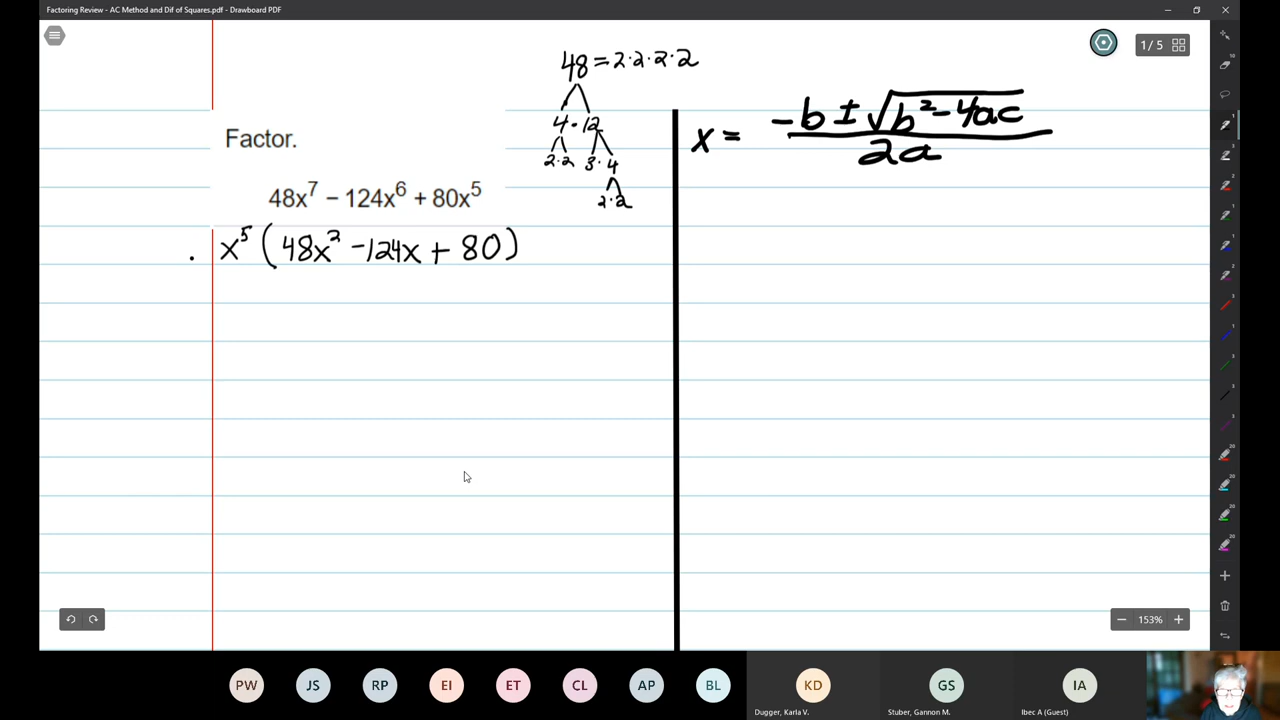 Factoring Review - AC Method and Dif of Squares.pdf - Drawboard PDF
1 / 5
48 = 2·2·2·2
4 · 12
2·2 3·4
2·2
Factor.
48x⁷ − 124x⁶ + 80x⁵
. x⁵ ( 48x² - 124x + 80 )
x = -b ± √b² - 4ac
2a
153%
PW JS RP EI ET CL AP BL KD GS IA
Dugger, Karla V. Stuber, Gannon M. Ibec A (Guest)